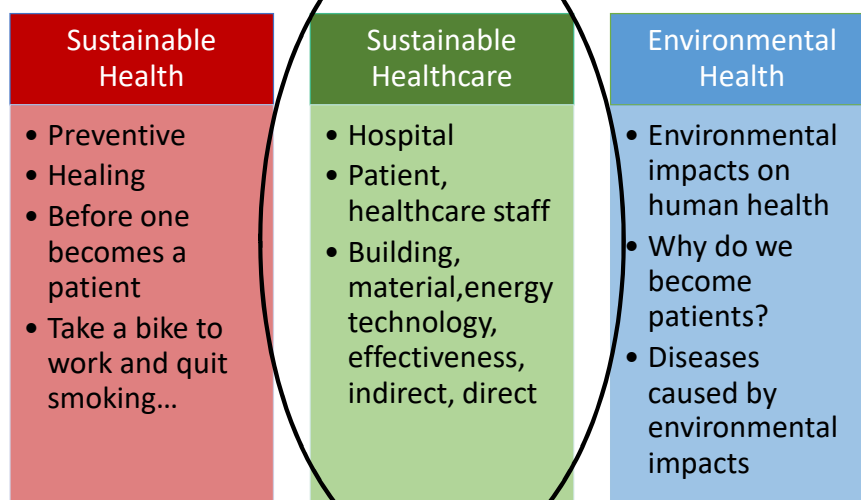 Sustainable
Health
• Preventive
• Healing
• Before one
becomes a
patient
• Take a bike to
work and quit
smoking…
Sustainable
Healthcare
• Hospital
• Patient,
healthcare staff
• Building,
material,energy
technology,
effectiveness,
indirect, direct
Environmental
Health
• Environmental
impacts on
human health
• Why do we
become
patients?
• Diseases
caused by
environmental
impacts